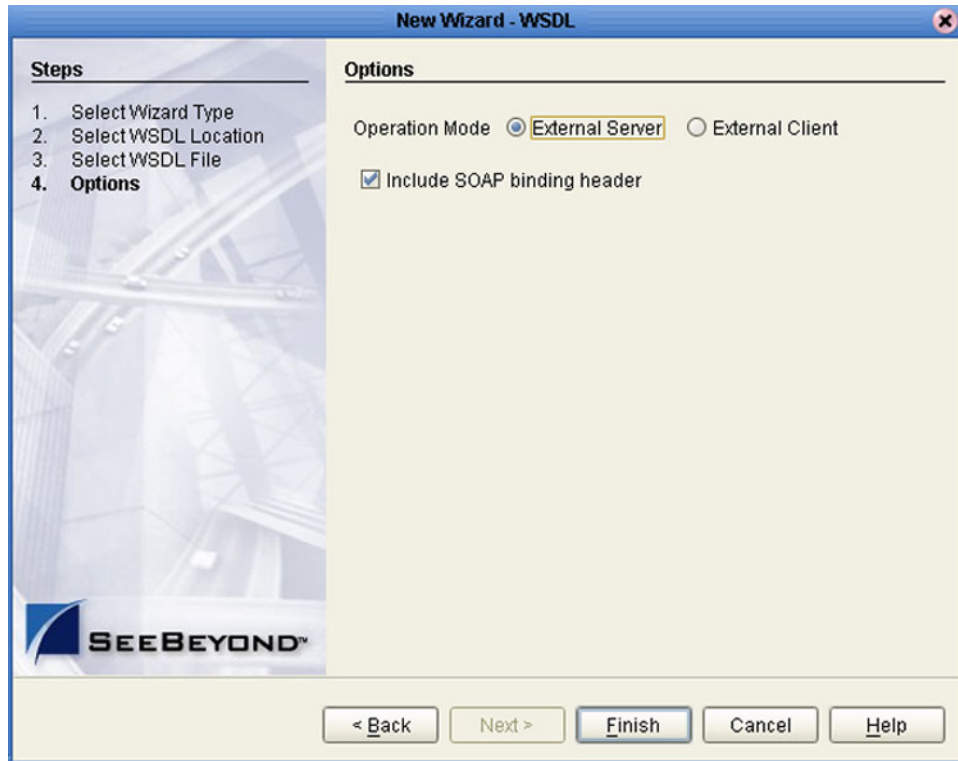 New Wizard - WSDL
Steps
1. Select Wizard Type
2. Select WSDL Location
3. Select WSDL File
4. Options
SEEBEYOND™
Options
Operation Mode External Server External Client
Include SOAP binding header
< Back Next > Finish Cancel Help